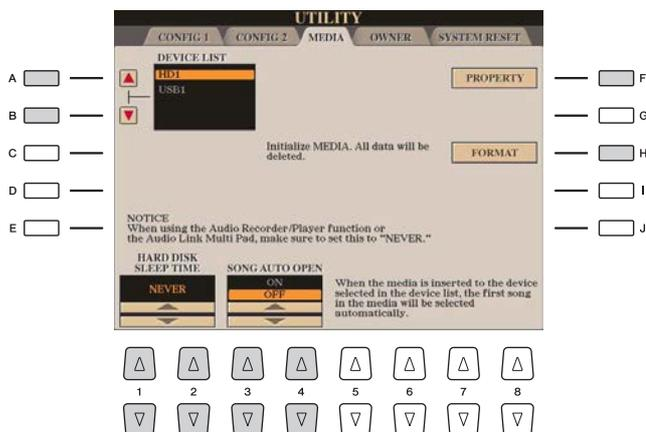 UTILITY
CONFIG 1 CONFIG 2 MEDIA OWNER SYSTEM RESET
DEVICE LIST
HD1
USB1
PROPERTY
Initialize MEDIA. All data will be
deleted.
FORMAT
NOTICE
When using the Audio Recorder/Player function or
the Audio Link Multi Pad, make sure to set this to "NEVER."
HARD DISK
SLEEP TIME
NEVER
SONG AUTO OPEN
ON
OFF
When the media is inserted to the device
selected in the device list, the first song
in the media will be selected
automatically.
A
B
C
D
E
F
G
H
I
J
1 2 3 4 5 6 7 8